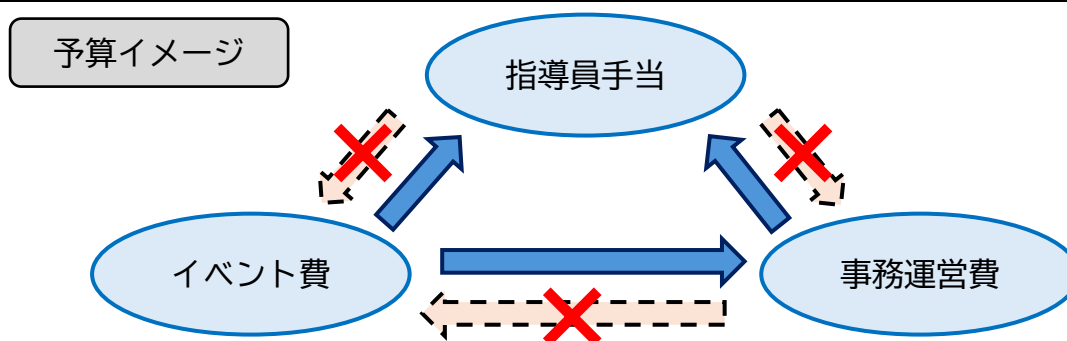 予算イメージ
指導員手当
イベント費
事務運営費